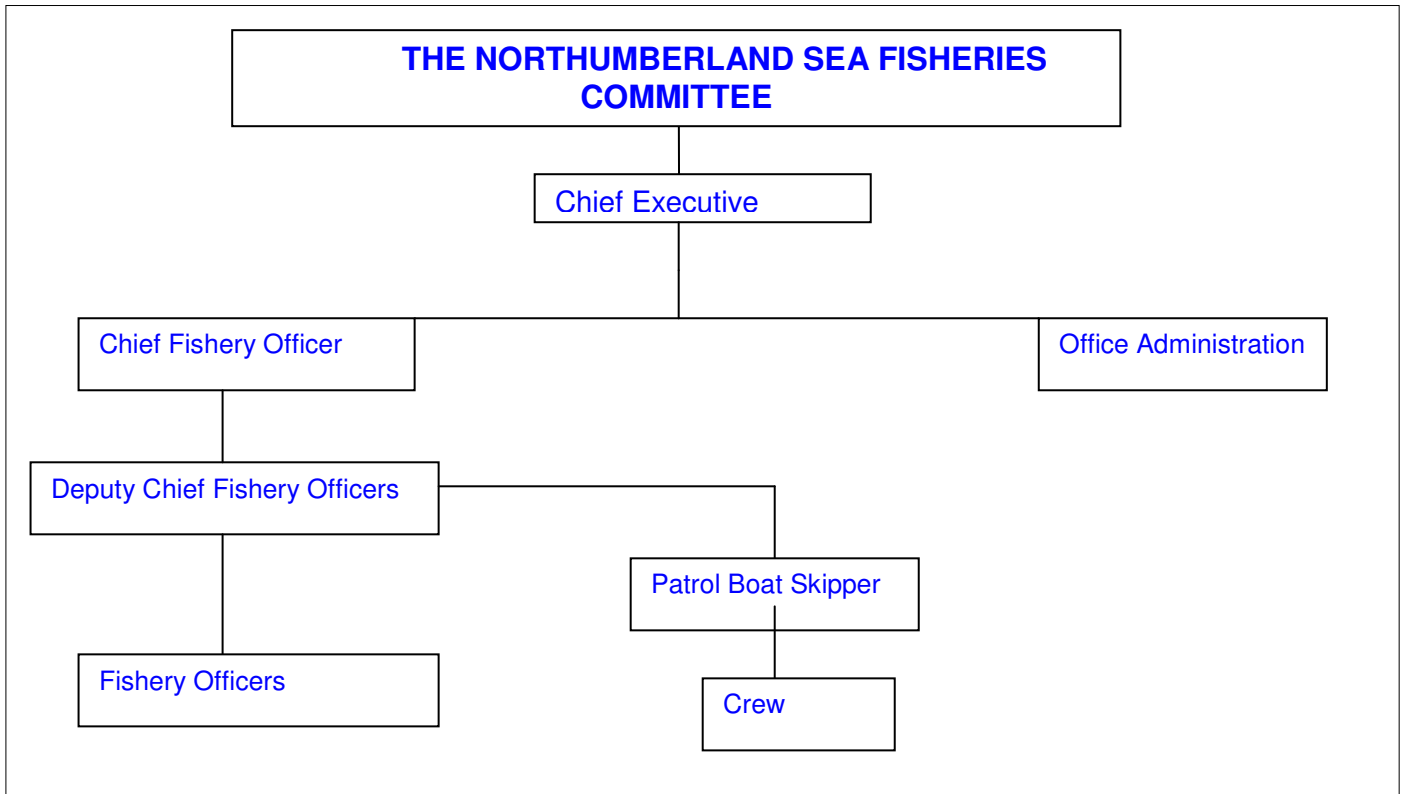 THE NORTHUMBERLAND SEA FISHERIES
COMMITTEE
Chief Executive
Chief Fishery Officer
Office Administration
Deputy Chief Fishery Officers
Patrol Boat Skipper
Fishery Officers
Crew